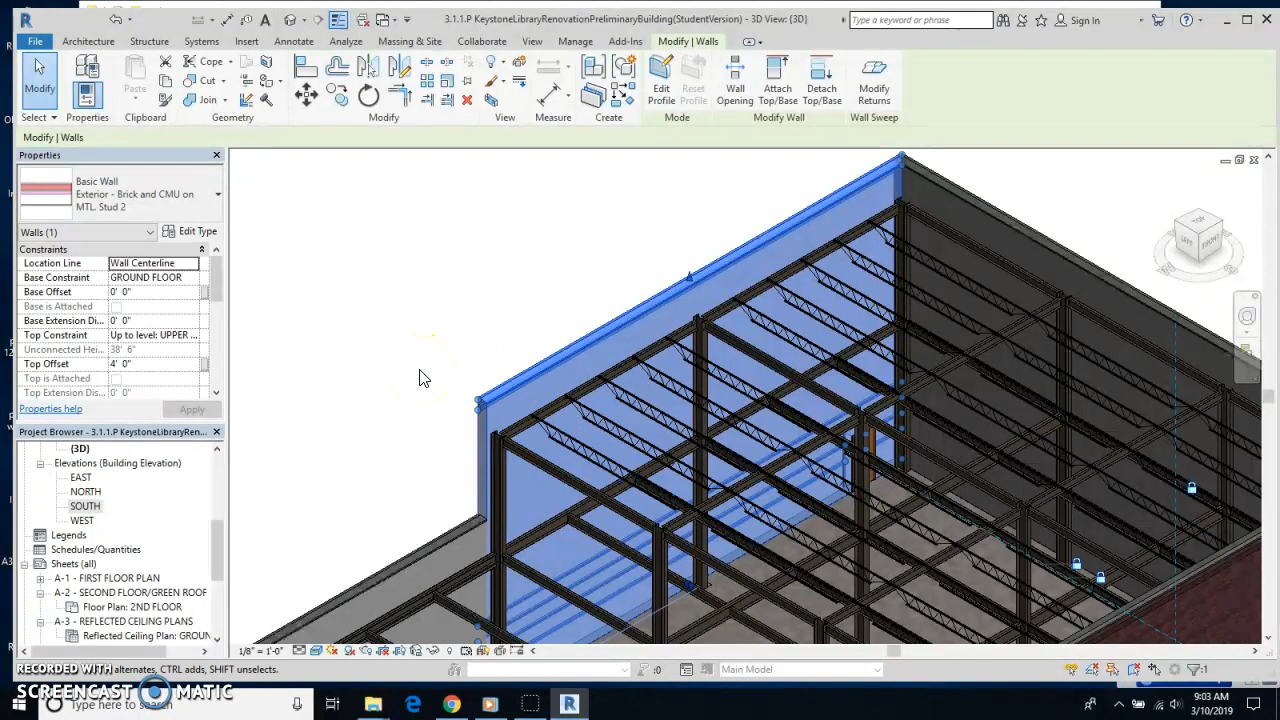 3.1.1.P KeystoneLibraryRenovationPreliminaryBuilding(StudentVersion) - 3D View: {3D}
Type a keyword or phrase
Sign In
File Architecture Structure Systems Insert Annotate Analyze Massing & Site Collaborate View Manage Add-Ins Modify | Walls
Modify
Select
Properties
Paste
Clipboard
Cope
Cut
Join
Geometry
Modify
View
Measure
Create
Edit Profile
Reset Profile
Mode
Wall Opening
Attach Top/Base
Detach Top/Base
Modify Wall
Modify Returns
Wall Sweep
Modify | Walls
Properties
Basic Wall
Exterior - Brick and CMU on
MTL. Stud 2
Walls (1)
Edit Type
Constraints
Location Line Wall Centerline
Base Constraint GROUND FLOOR
Base Offset 0' 0"
Base is Attached
Base Extension Di... 0' 0"
Top Constraint Up to level: UPPER ...
Unconnected Hei... 38' 6"
Top Offset 4' 0"
Top is Attached
Top Extension Dis... 0' 0"
Properties help
Apply
Project Browser - 3.1.1.P KeystoneLibraryRen...
{3D}
Elevations (Building Elevation)
EAST
NORTH
SOUTH
WEST
Legends
Schedules/Quantities
Sheets (all)
A-1 - FIRST FLOOR PLAN
A-2 - SECOND FLOOR/GREEN ROOF
Floor Plan: 2ND FLOOR
A-3 - REFLECTED CEILING PLANS
Reflected Ceiling Plan: GROUN
TOP
LEFT
FRONT
1/8" = 1'-0"
alternates, CTRL adds, SHIFT unselects.
:0
Main Model
:1
RECORDED WITH
SCREENCAST MATIC
Type here to search
9:03 AM
3/10/2019